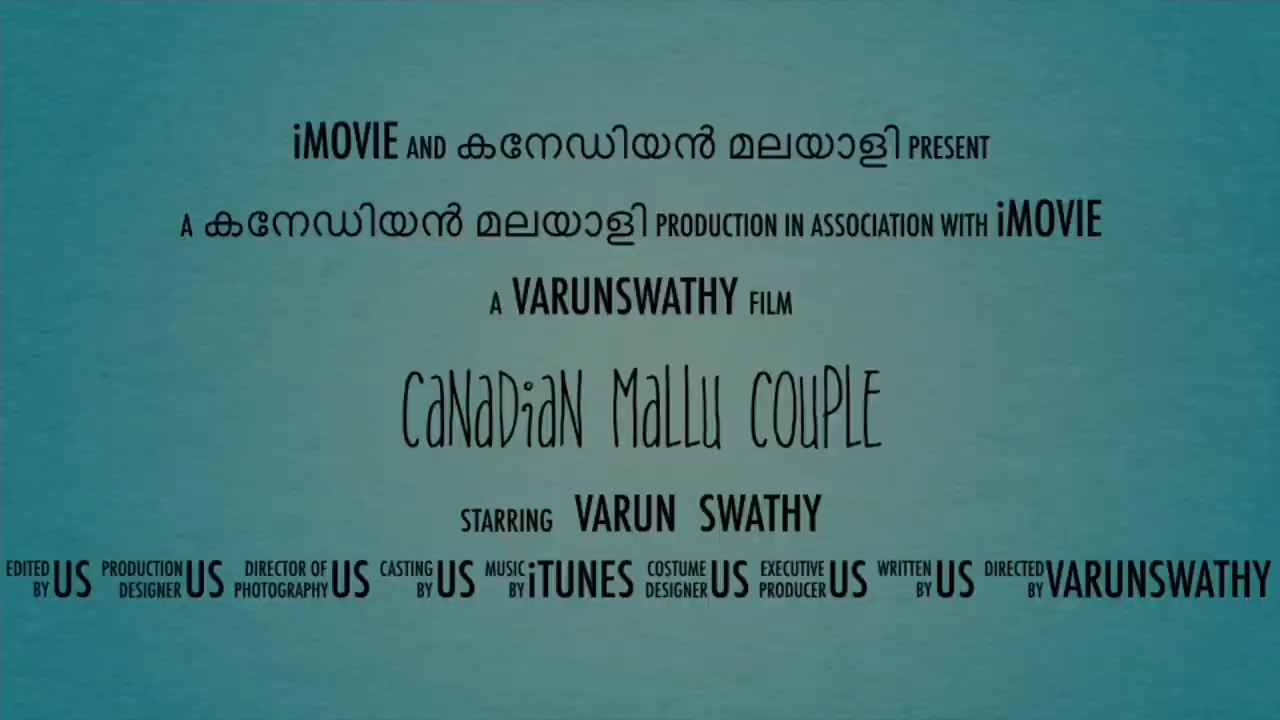 iMOVIE AND കനേഡിയൻ മലയാളി PRESENT
A കനേഡിയൻ മലയാളി PRODUCTION IN ASSOCIATION WITH iMOVIE
A VARUNSWATHY FILM
CaNaDiaN MaLLu COuPLE
STARRING VARUN SWATHY
EDITED BY US PRODUCTION DESIGNER US DIRECTOR OF PHOTOGRAPHY US CASTING BY US MUSIC BY iTUNES COSTUME DESIGNER US EXECUTIVE PRODUCER US WRITTEN BY US DIRECTED BY VARUNSWATHY